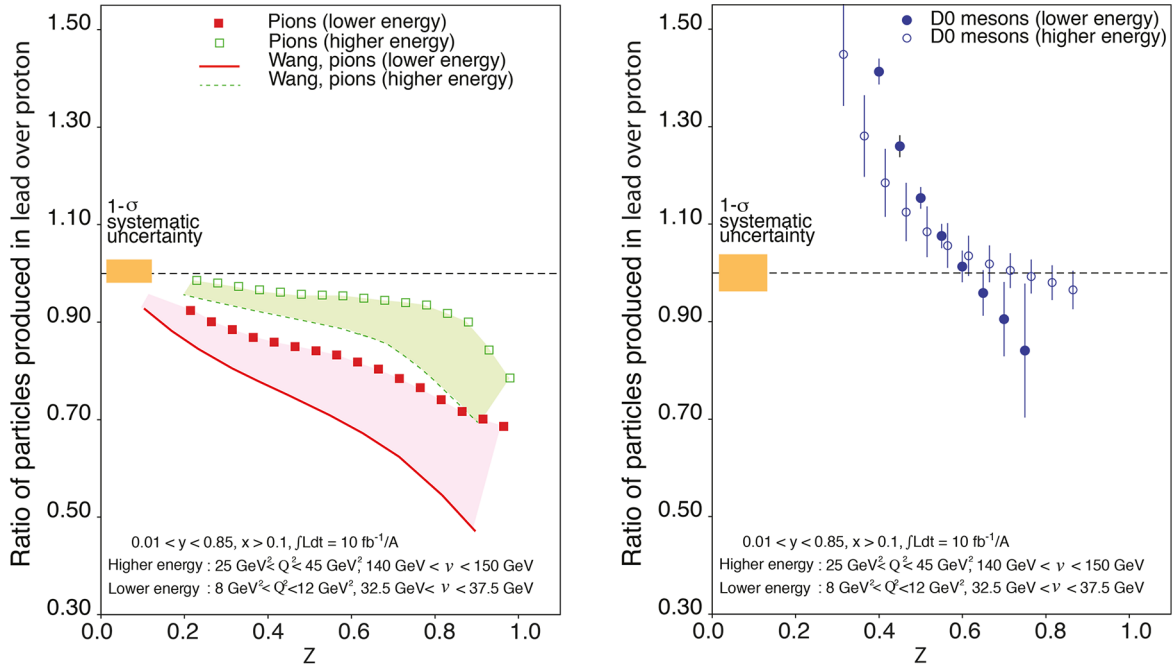 Ratio of particles produced in lead over proton
1.50
1.30
1.10
0.90
0.70
0.50
0.30
Pions (lower energy)
Pions (higher energy)
Wang, pions (lower energy)
Wang, pions (higher energy)
1-σ
systematic
uncertainty
0.01 < y < 0.85, x > 0.1, ∫Ldt = 10 fb⁻¹/A
Higher energy : 25 GeV²< Q²< 45 GeV², 140 GeV < ν < 150 GeV
Lower energy : 8 GeV²< Q²<12 GeV², 32.5 GeV< ν < 37.5 GeV
0.0 0.2 0.4 0.6 0.8 1.0
Z
Ratio of particles produced in lead over proton
1.50
1.30
1.10
0.90
0.70
0.50
0.30
D0 mesons (lower energy)
D0 mesons (higher energy)
1-σ
systematic
uncertainty
0.01 < y < 0.85, x > 0.1, ∫Ldt = 10 fb⁻¹/A
Higher energy : 25 GeV²< Q²< 45 GeV², 140 GeV < ν < 150 GeV
Lower energy : 8 GeV²< Q²<12 GeV², 32.5 GeV< ν < 37.5 GeV
0.0 0.2 0.4 0.6 0.8 1.0
Z